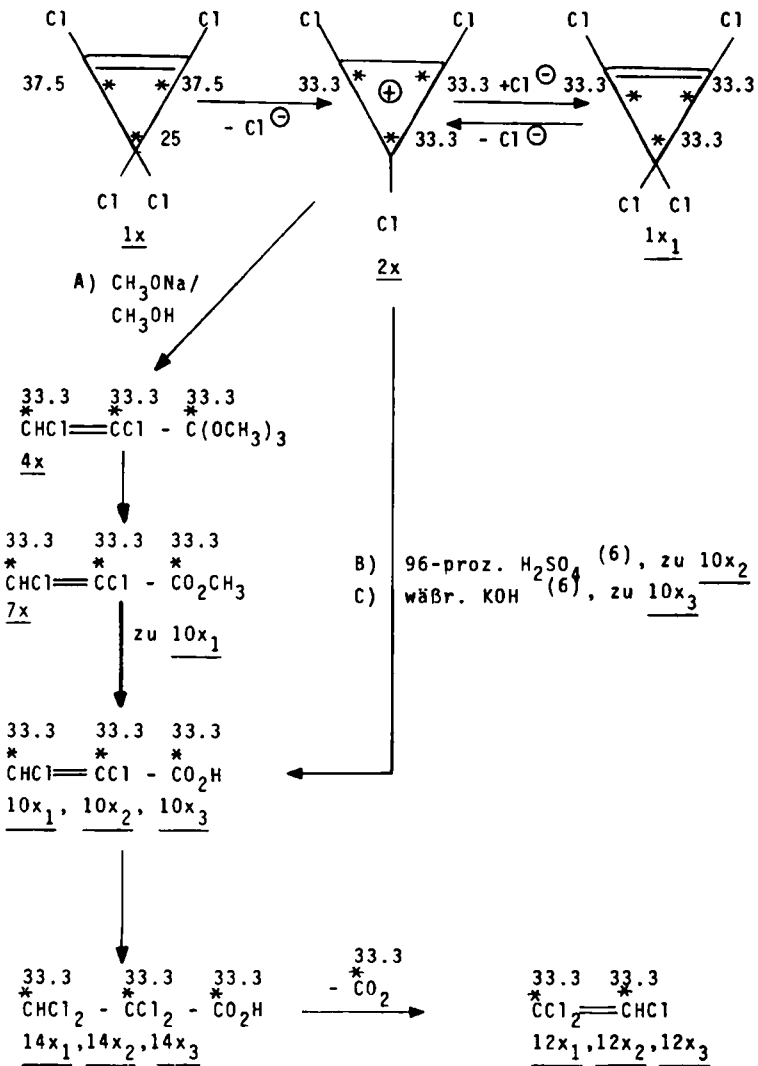 Cl Cl Cl Cl Cl Cl
37.5 * * 37.5 33.3 * ⊕ * 33.3 +Cl⊖ 33.3 * * 33.3
- Cl⊖ - Cl⊖
* 25 * 33.3 * 33.3
Cl Cl Cl Cl Cl
1x 2x 1x1
A) CH3ONa/
CH3OH
33.3 33.3 33.3
* * *
CHCl=CCl - C(OCH3)3
4x
33.3 33.3 33.3
* * *
CHCl=CCl - CO2CH3
7x
zu 10x1
B) 96-proz. H2SO4 (6), zu 10x2
C) wäßr. KOH (6), zu 10x3
33.3 33.3 33.3
* * *
CHCl=CCl - CO2H
10x1, 10x2, 10x3
33.3 33.3 33.3 33.3 33.3 33.3
* * * * * *
CHCl2 - CCl2 - CO2H - CO2 CCl2=CHCl
14x1,14x2,14x3 12x1,12x2,12x3